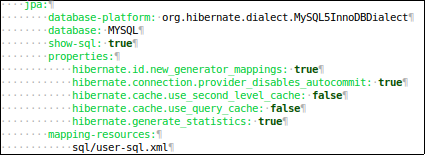 jpa:
database-platform: org.hibernate.dialect.MySQL5InnoDBDialect
database: MYSQL
show-sql: true
properties:
hibernate.id.new_generator_mappings: true
hibernate.connection.provider_disables_autocommit: true
hibernate.cache.use_second_level_cache: false
hibernate.cache.use_query_cache: false
hibernate.generate_statistics: true
mapping-resources:
sql/user-sql.xml